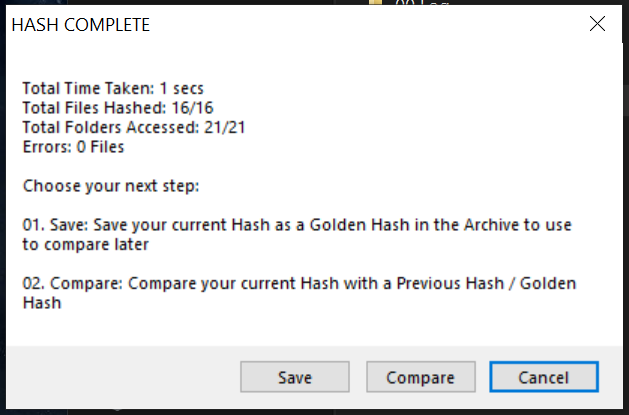 HASH COMPLETE
Total Time Taken: 1 secs
Total Files Hashed: 16/16
Total Folders Accessed: 21/21
Errors: 0 Files
Choose your next step:
01. Save: Save your current Hash as a Golden Hash in the Archive to use
to compare later
02. Compare: Compare your current Hash with a Previous Hash / Golden
Hash
Save
Compare
Cancel